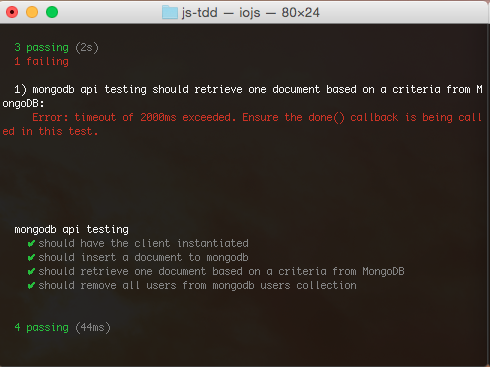 js-tdd — iojs — 80×24
3 passing (2s)
1 failing
1) mongodb api testing should retrieve one document based on a criteria from M
ongoDB:
Error: timeout of 2000ms exceeded. Ensure the done() callback is being call
ed in this test.
mongodb api testing
✔ should have the client instantiated
✔ should insert a document to mongodb
✔ should retrieve one document based on a criteria from MongoDB
✔ should remove all users from mongodb users collection
4 passing (44ms)